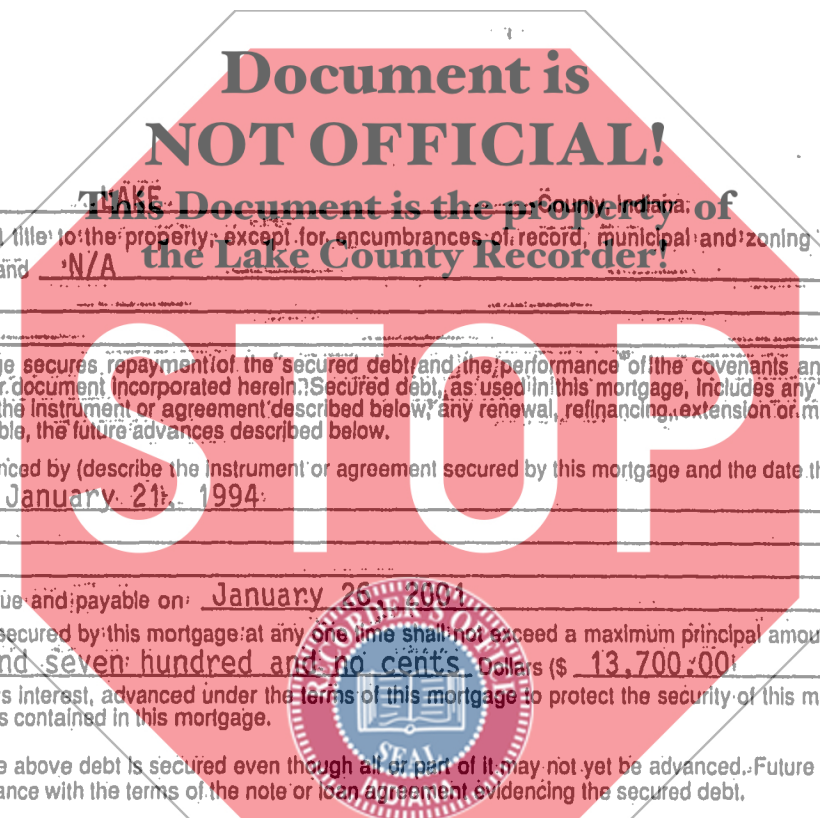 Document is
NOT OFFICIAL!
LAKE County, Indiana,
This Document is the property of
title to the property, except for encumbrances of record, municipal and zoning
the Lake County Recorder!
and N/A
STOP
secures repayment of the secured debt and the performance of the covenants
document incorporated herein. Secured debt, as used in this mortgage, includes any
the instrument or agreement described below, any renewal, refinancing, extension or
ble, the future advances described below.
nced by (describe the instrument or agreement secured by this mortgage and the date
January 21, 1994
ue and payable on January 26, 2001
secured by this mortgage at any one time shall not exceed a maximum principal amou
nd seven hundred and no cents Dollars ($ 13,700.00)
s interest, advanced under the terms of this mortgage to protect the security of this
s contained in this mortgage.
e above debt is secured even though all or part of it may not yet be advanced. Future
ance with the terms of the note or loan agreement evidencing the secured debt.
RECORDER'S OFFI
SEAL
INDIANA